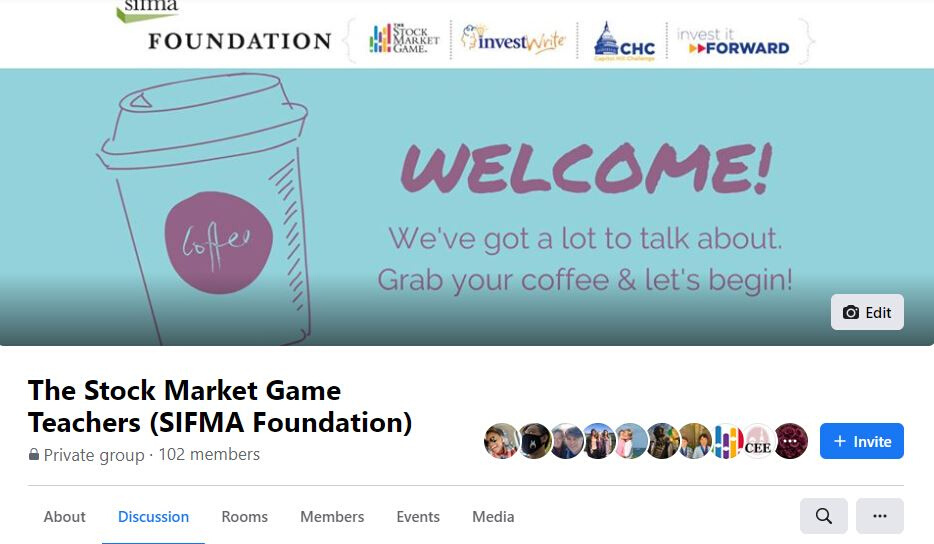 sifma
FOUNDATION
THE STOCK MARKET GAME.
investWrite
CHC
Capitol Hill Challenge
invest it
FORWARD
WELCOME!
Coffee
We've got a lot to talk about.
Grab your coffee & let's begin!
Edit
The Stock Market Game
Teachers (SIFMA Foundation)
Private group · 102 members
CEE
+ Invite
About Discussion Rooms Members Events Media